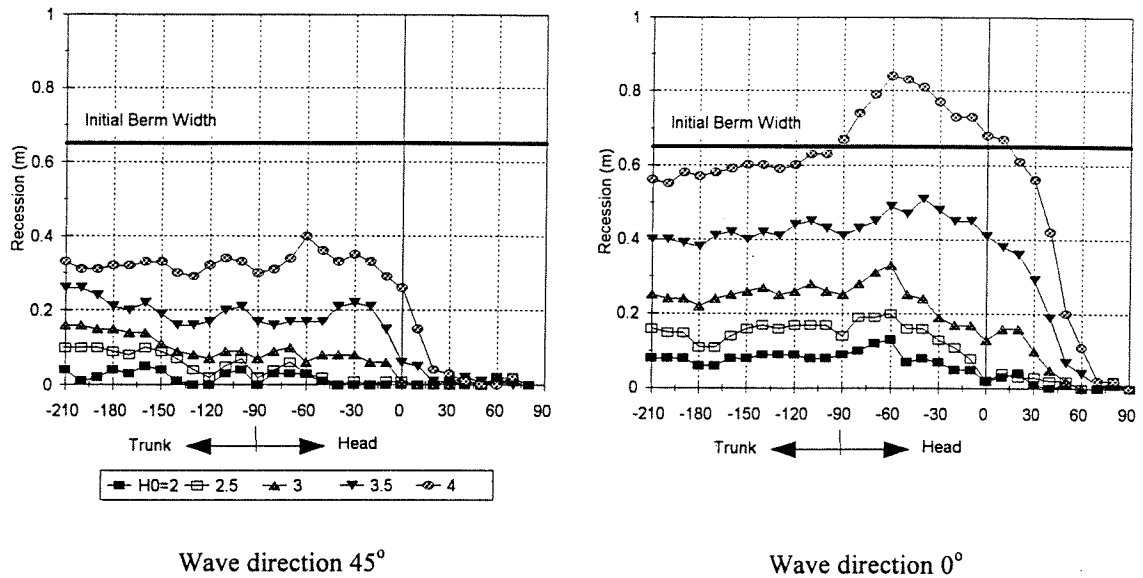 1
0.8
0.6
0.4
0.2
0
Recession (m)
Initial Berm Width
-210 -180 -150 -120 -90 -60 -30 0 30 60 90
Trunk Head
H0=2 2.5 3 3.5 4
Wave direction 45°
1
0.8
0.6
0.4
0.2
0
Recession (m)
Initial Berm Width
-210 -180 -150 -120 -90 -60 -30 0 30 60 90
Trunk Head
Wave direction 0°